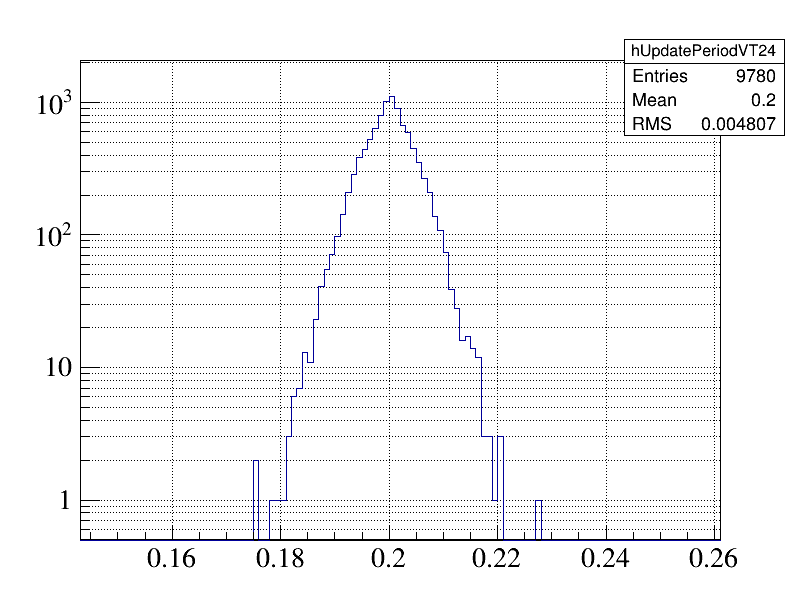 hUpdatePeriodVT24
Entries 9780
Mean 0.2
RMS 0.004807
10³
10²
10
1
0.16 0.18 0.2 0.22 0.24 0.26